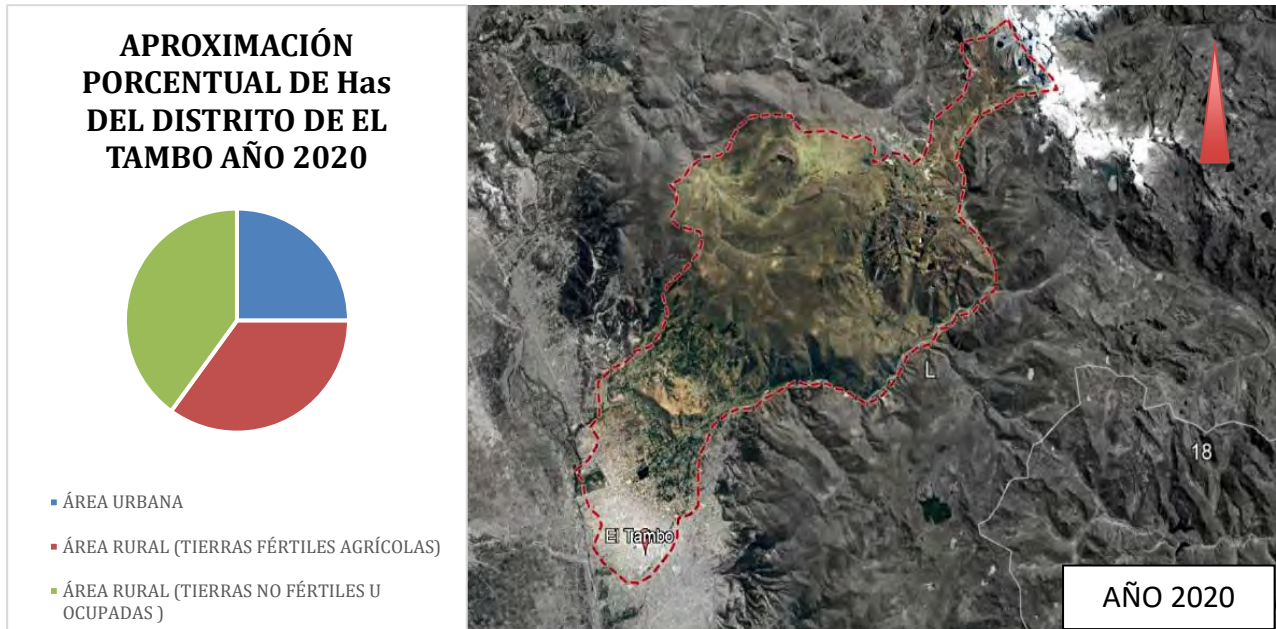 APROXIMACIÓN
PORCENTUAL DE Has
DEL DISTRITO DE EL
TAMBO AÑO 2020
ÁREA URBANA
ÁREA RURAL (TIERRAS FÉRTILES AGRÍCOLAS)
ÁREA RURAL (TIERRAS NO FÉRTILES U
OCUPADAS )
L
18
El Tambo
AÑO 2020